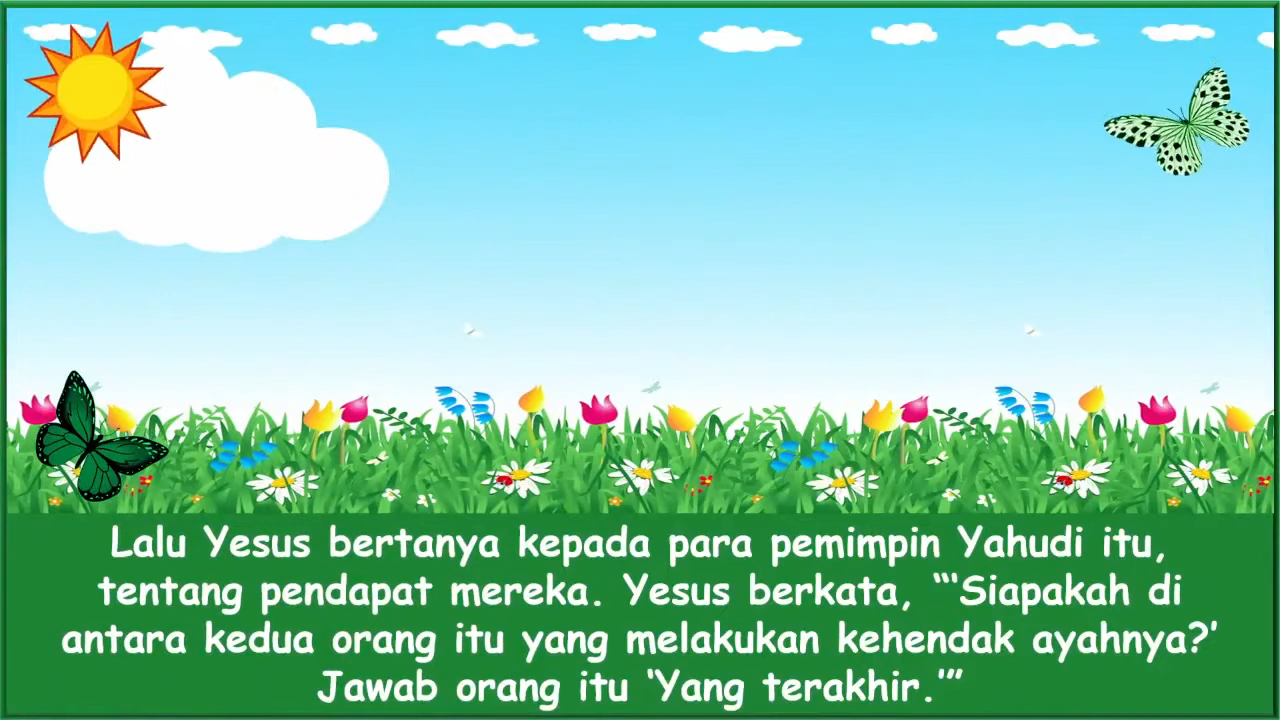 Lalu Yesus bertanya kepada para pemimpin Yahudi itu,
tentang pendapat mereka. Yesus berkata, “‘Siapakah di
antara kedua orang itu yang melakukan kehendak ayahnya?’
Jawab orang itu ‘Yang terakhir.’”